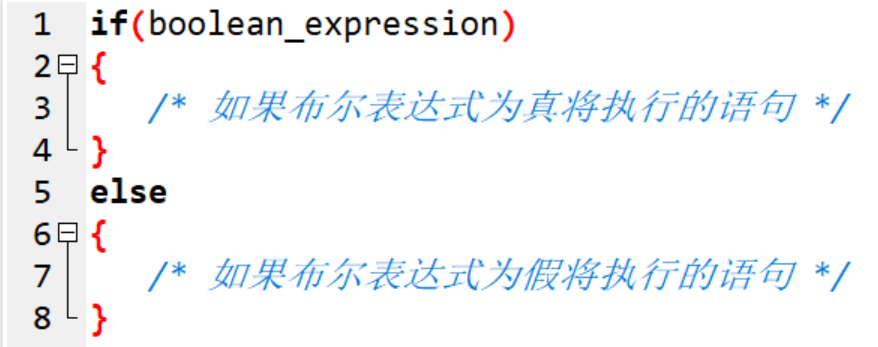 1 if(boolean_expression)
2 {
3 /* 如果布尔表达式为真将执行的语句 */
4 }
5 else
6 {
7 /* 如果布尔表达式为假将执行的语句 */
8 }